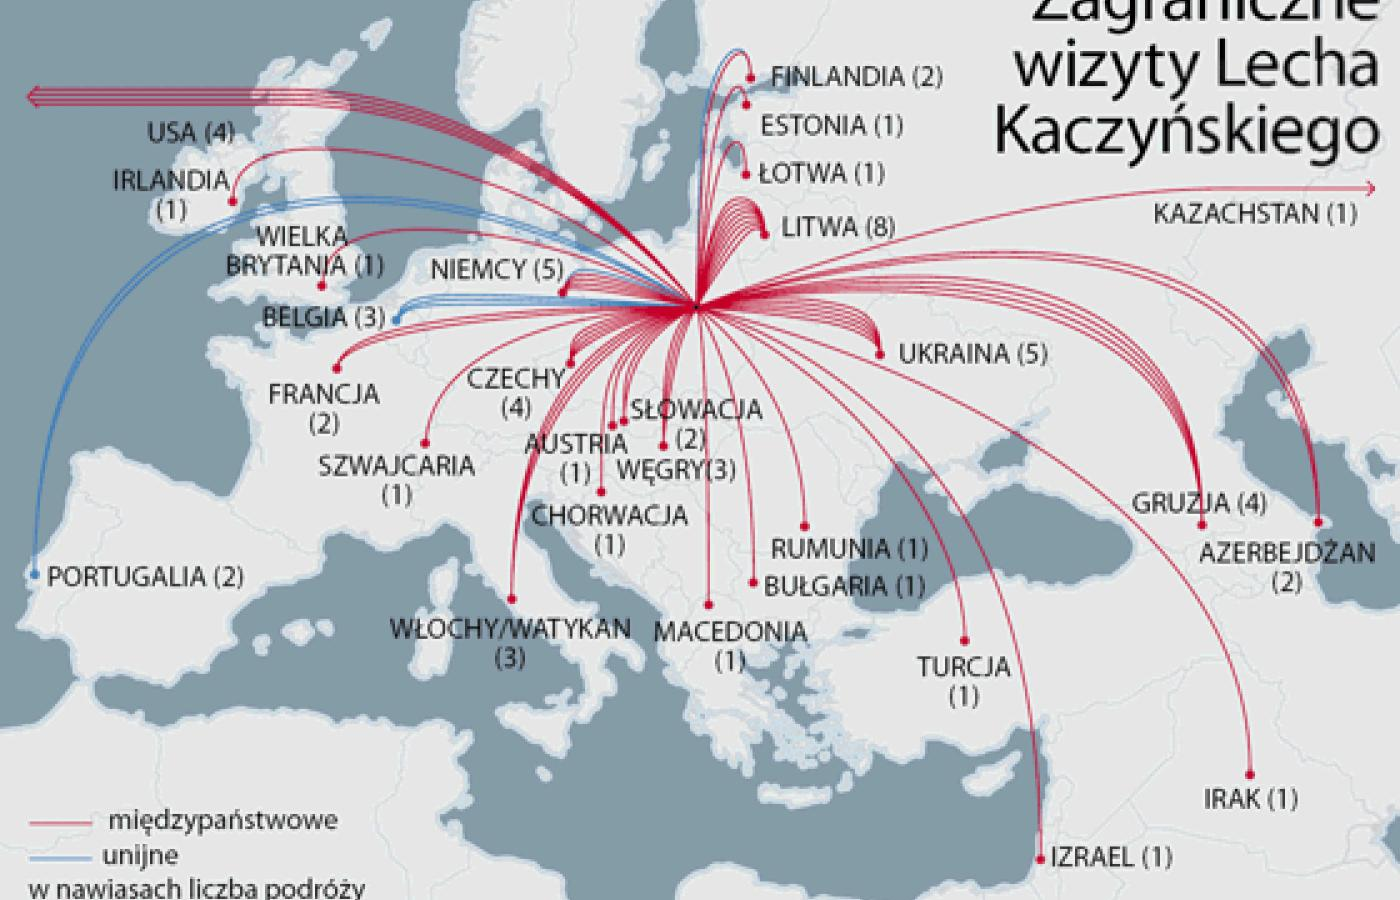 Zagraniczne
wizyty Lecha
Kaczyńskiego
FINLANDIA (2)
ESTONIA (1)
ŁOTWA (1)
LITWA (8)
KAZACHSTAN (1)
USA (4)
IRLANDIA
(1)
WIELKA
BRYTANIA (1)
NIEMCY (5)
BELGIA (3)
FRANCJA
(2)
CZECHY
(4)
UKRAINA (5)
SŁOWACJA
(2)
AUSTRIA
(1)
WĘGRY(3)
SZWAJCARIA
(1)
CHORWACJA
(1)
GRUZJA (4)
AZERBEJDŻAN
(2)
RUMUNIA (1)
BUŁGARIA (1)
PORTUGALIA (2)
WŁOCHY/WATYKAN
(3)
MACEDONIA
(1)
TURCJA
(1)
IRAK (1)
IZRAEL (1)
międzypaństwowe
unijne
w nawiasach liczba podróży